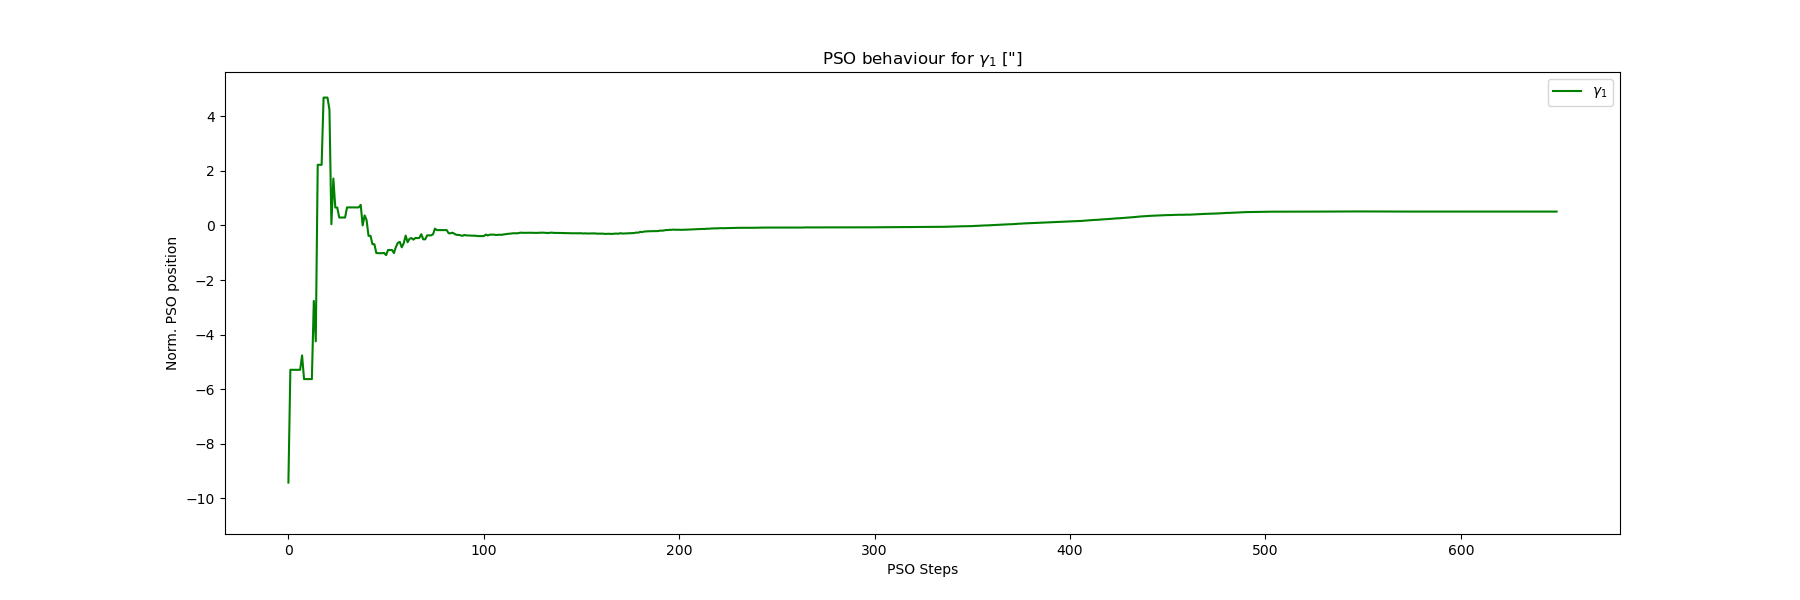 PSO behaviour for γ₁ ["]
γ₁
4
2
0
−2
−4
−6
−8
−10
Norm. PSO position
0 100 200 300 400 500 600
PSO Steps